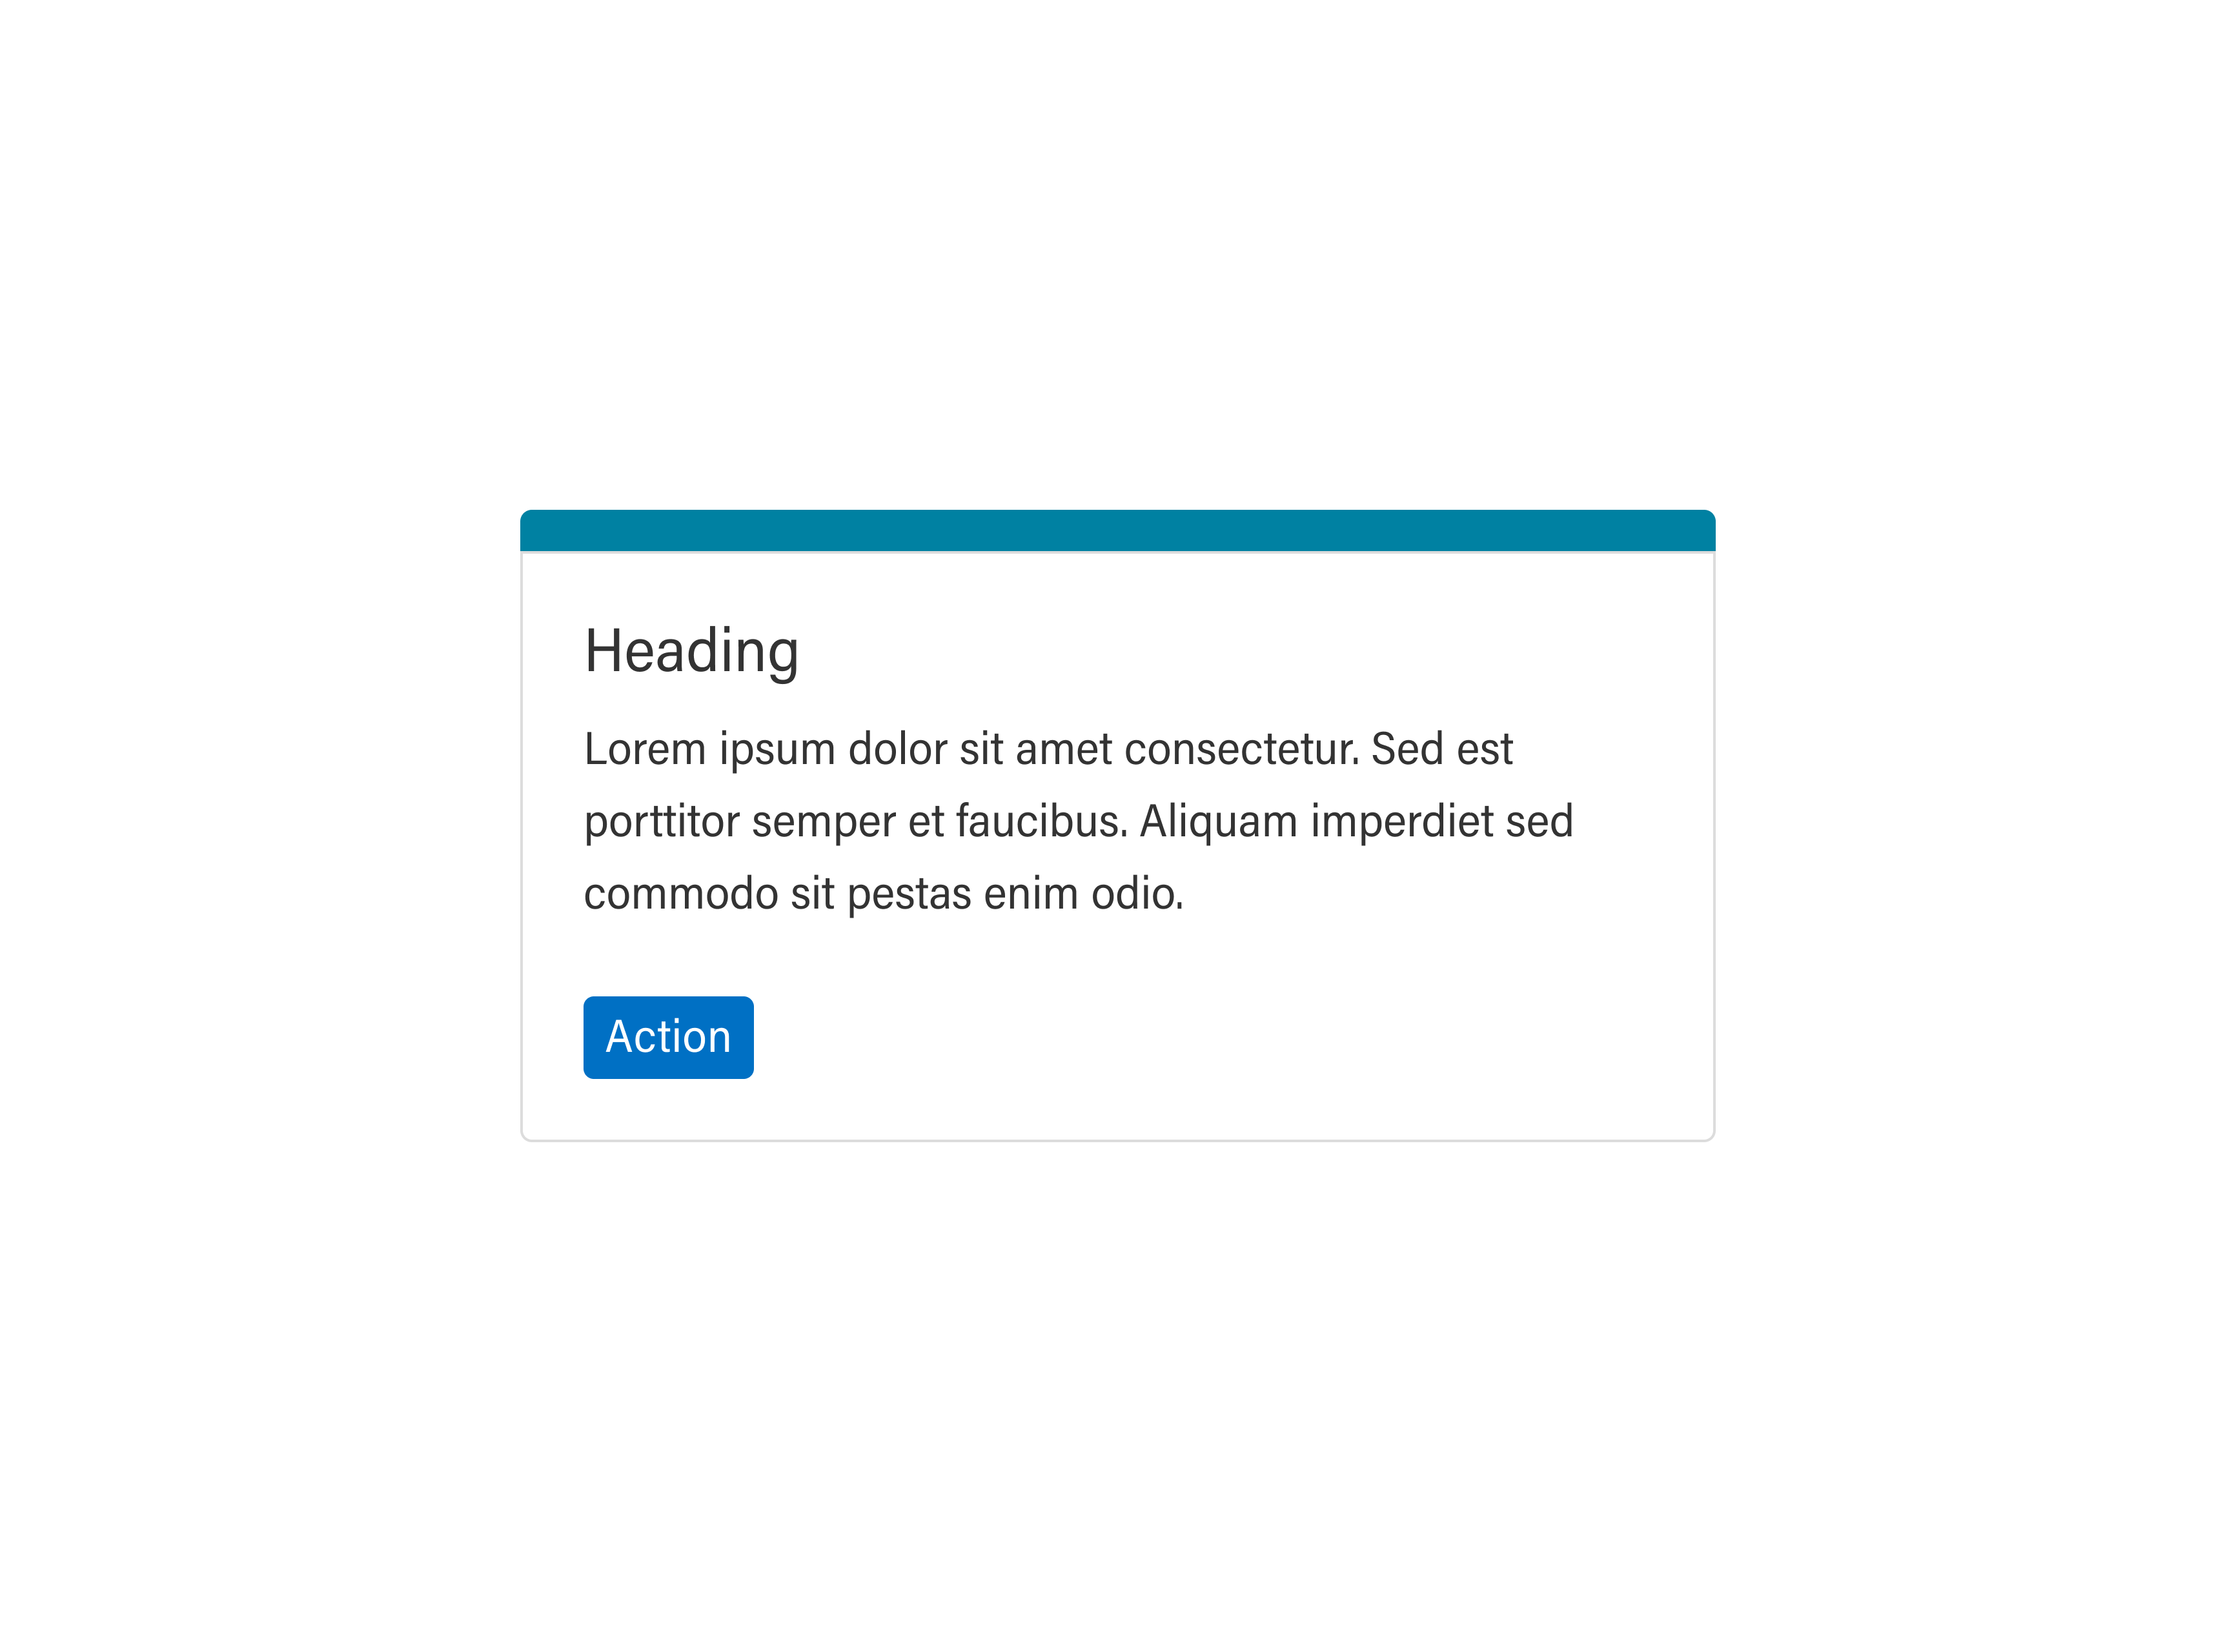 Heading
Lorem ipsum dolor sit amet consectetur. Sed est
porttitor semper et faucibus. Aliquam imperdiet sed
commodo sit pestas enim odio.
Action